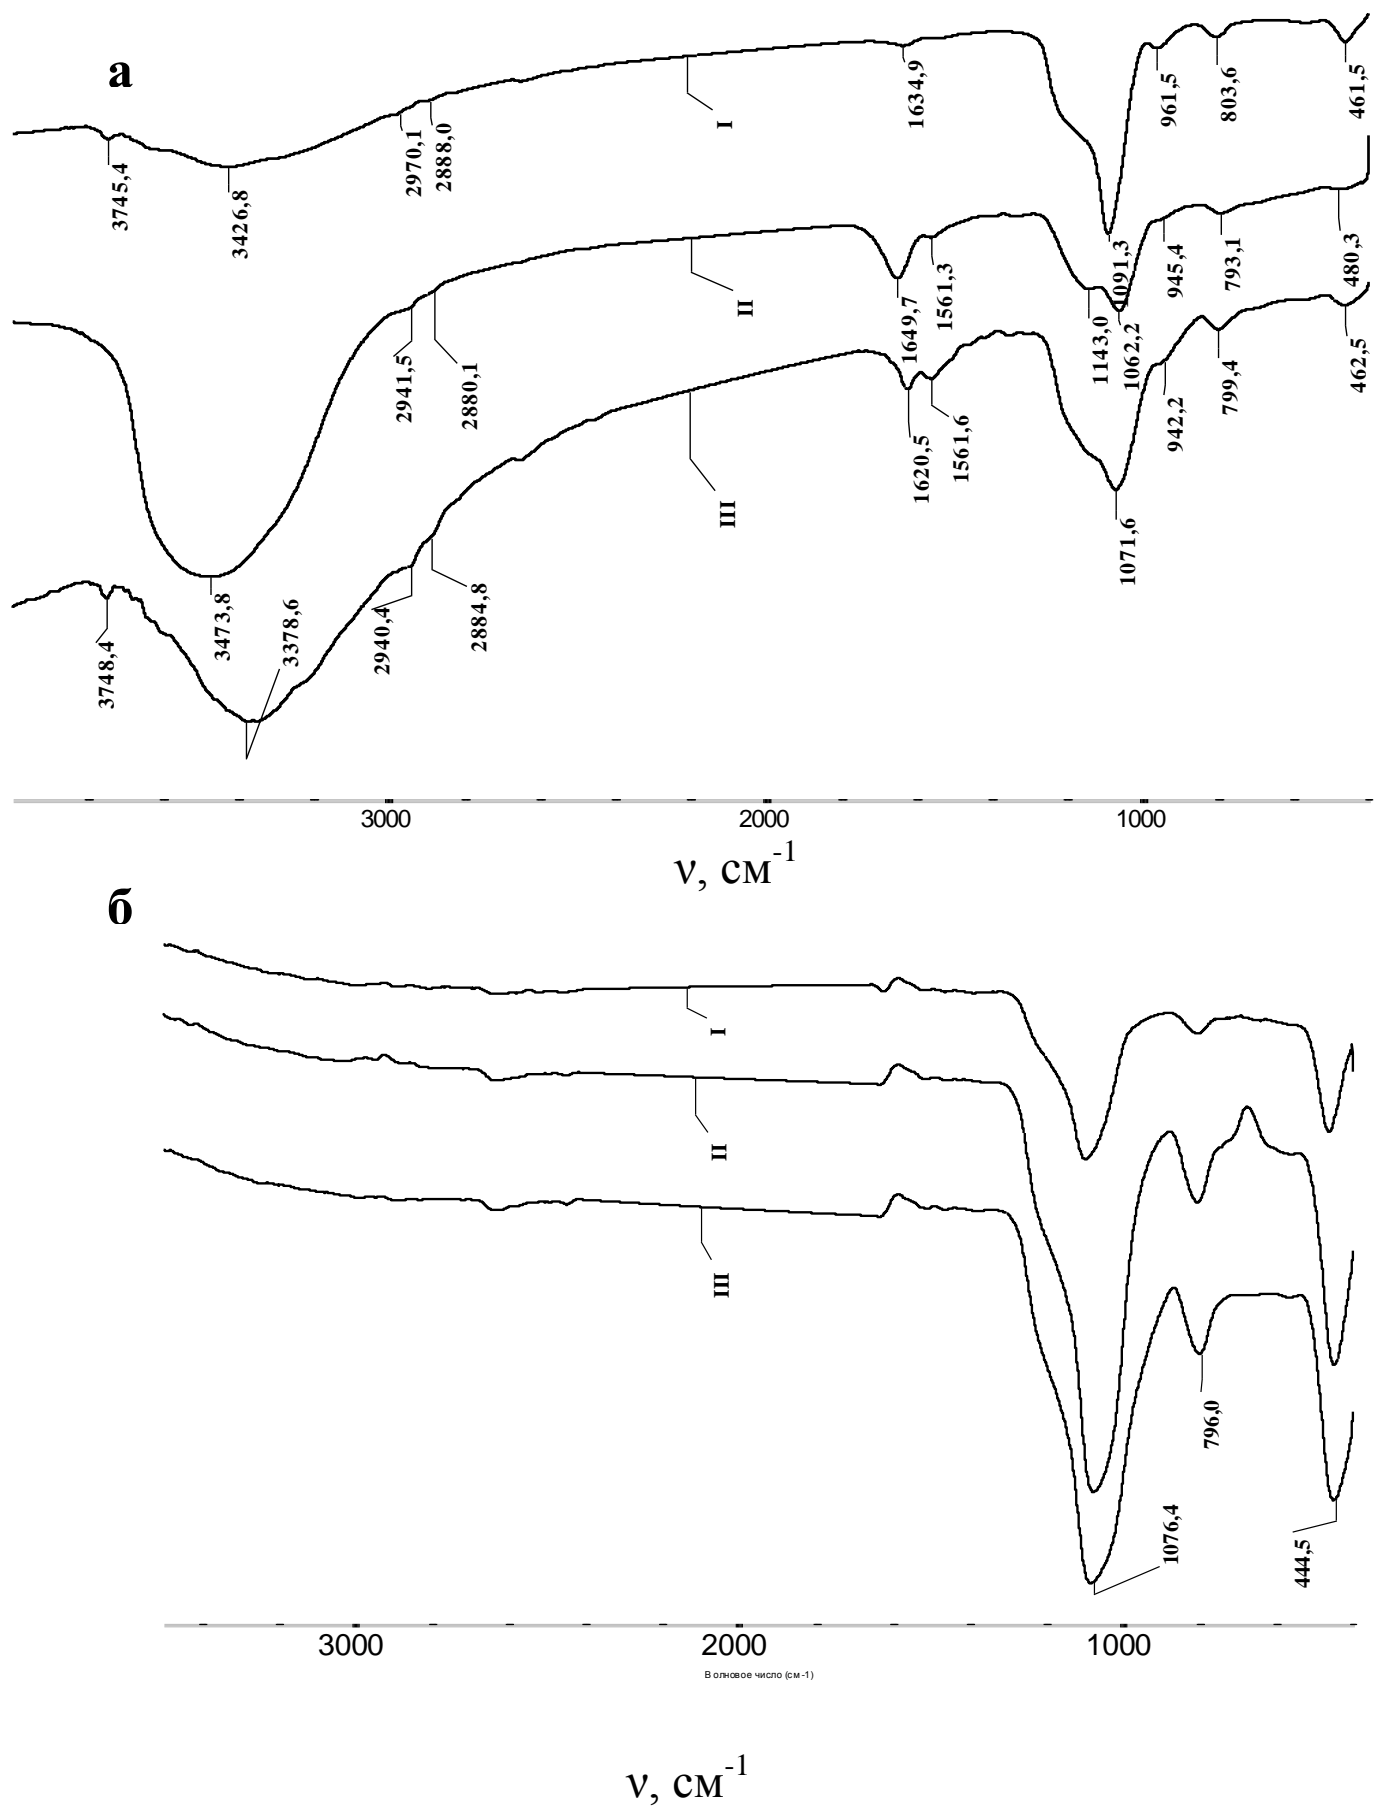 а
3745,4
3426,8
2970,1
2888,0
I
1634,9
1091,3
961,5
803,6
461,5
3473,8
2941,5
2880,1
II
1649,7
1561,3
1143,0
1062,2
945,4
793,1
480,3
3748,4
3378,6
2940,4
2884,8
III
1620,5
1561,6
1071,6
942,2
799,4
462,5
3000 2000 1000
ν, см-1
б
I
II
III
1076,4
796,0
444,5
3000 2000 1000
Волновое число (см-1)
ν, см-1